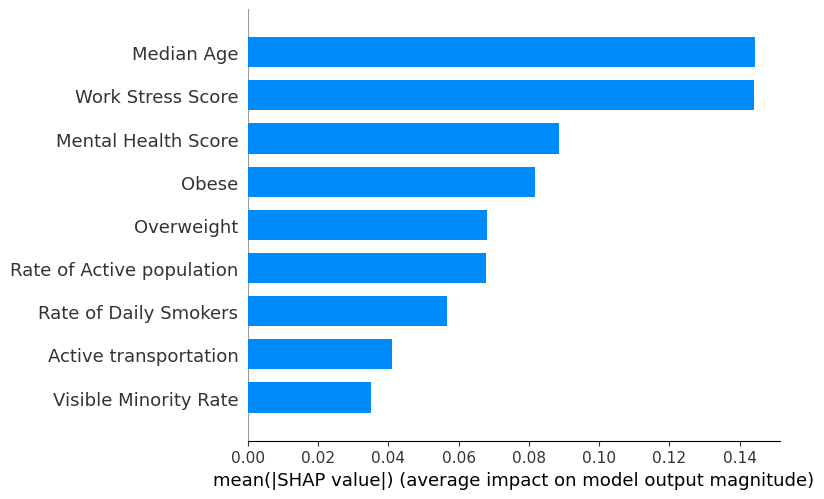 Median Age
Work Stress Score
Mental Health Score
Obese
Overweight
Rate of Active population
Rate of Daily Smokers
Active transportation
Visible Minority Rate
0.00 0.02 0.04 0.06 0.08 0.10 0.12 0.14
mean(|SHAP value|) (average impact on model output magnitude)